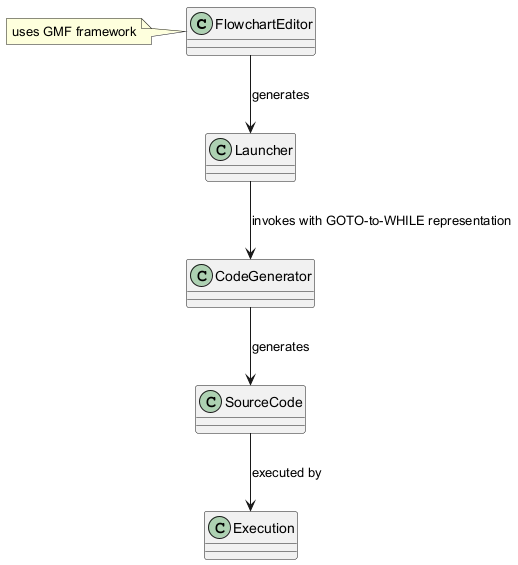 uses GMF framework
C FlowchartEditor
generates
C Launcher
invokes with GOTO-to-WHILE representation
C CodeGenerator
generates
C SourceCode
executed by
C Execution